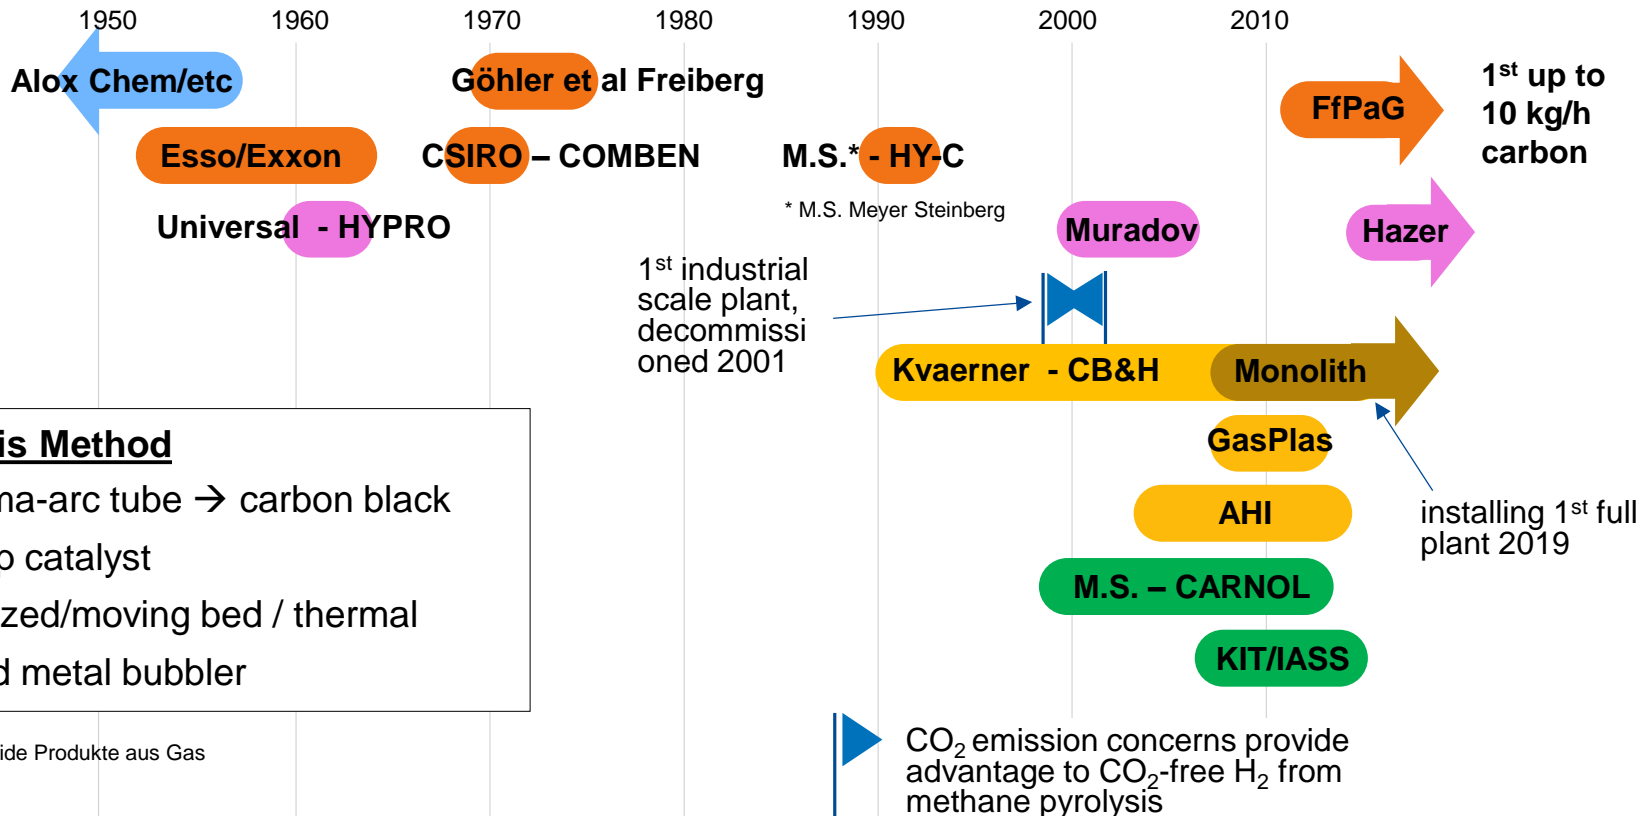 1950 1960 1970 1980 1990 2000 2010
Alox Chem/etc
Göhler et al Freiberg
FfPaG
1st up to
10 kg/h
carbon
Esso/Exxon
CSIRO – COMBEN
M.S.* - HY-C
* M.S. Meyer Steinberg
Universal - HYPRO
Muradov
Hazer
1st industrial
scale plant,
decommissi
oned 2001
Kvaerner - CB&H
Monolith
GasPlas
AHI
installing 1st full
plant 2019
M.S. – CARNOL
KIT/IASS
is Method
ma-arc tube → carbon black
p catalyst
zed/moving bed / thermal
d metal bubbler
ide Produkte aus Gas
CO2 emission concerns provide
advantage to CO2-free H2 from
methane pyrolysis